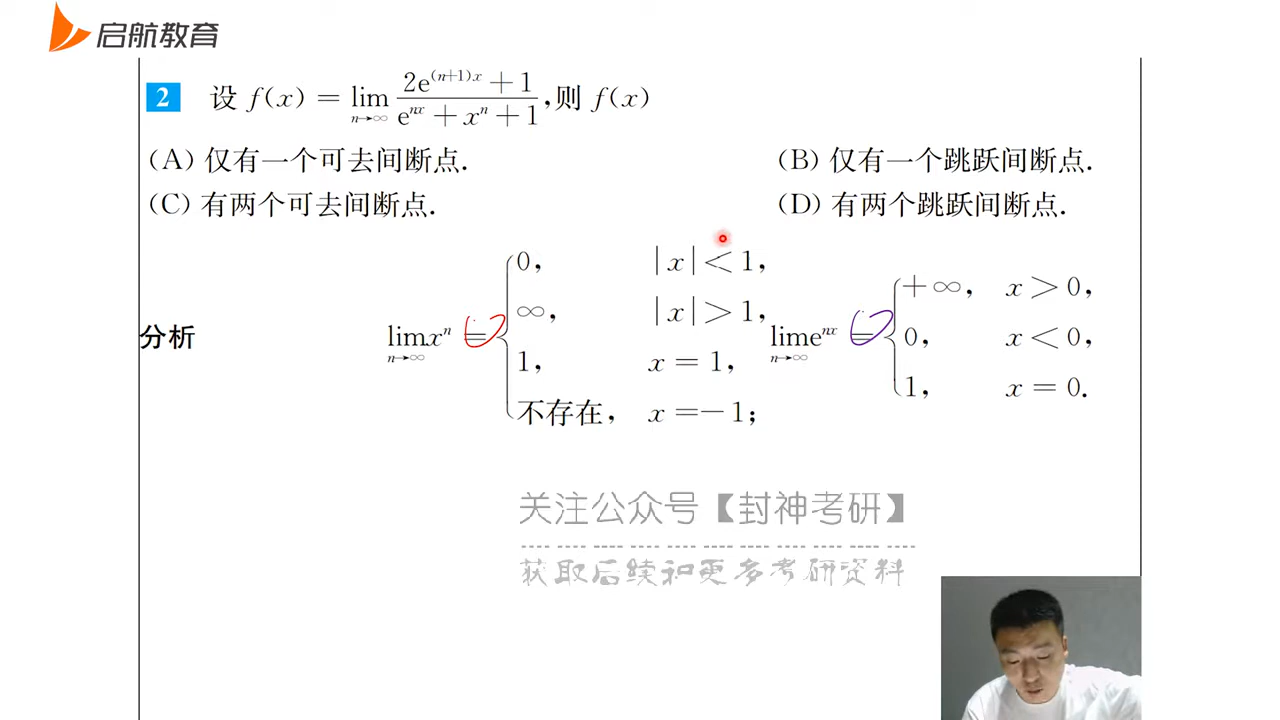 启航教育
2 设 f(x) = lim_{n→∞} \frac{2e^{(n+1)x}+1}{e^{nx}+x^n+1}, 则 f(x)
(A) 仅有一个可去间断点. (B) 仅有一个跳跃间断点.
(C) 有两个可去间断点. (D) 有两个跳跃间断点.
分析 lim_{n→∞} x^n = { 0, |x|<1, ∞, |x|>1, 1, x=1, 不存在, x=-1; lim_{n→∞} e^{nx} = { +∞, x>0, 0, x<0, 1, x=0.
关注公众号【封神考研】
获取后续和更多考研资料